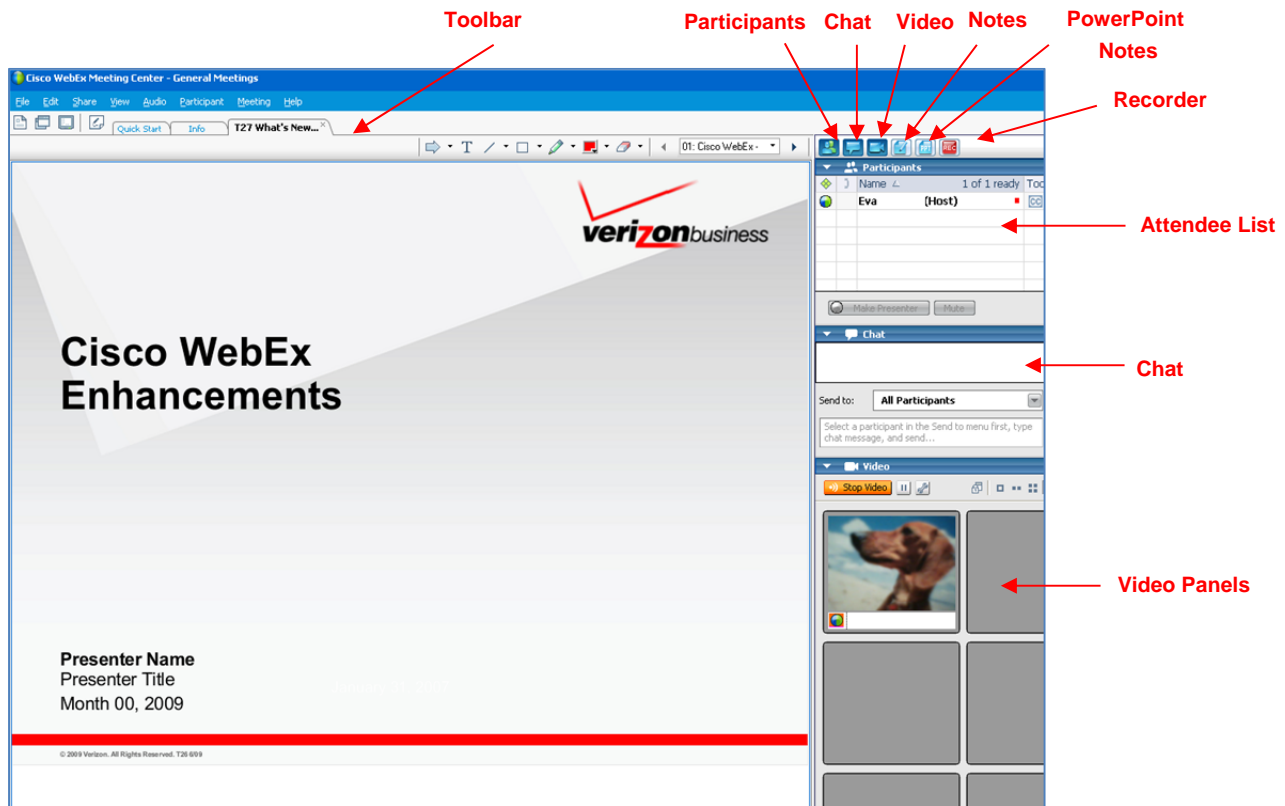 Toolbar
Participants Chat Video Notes PowerPoint
Notes
Cisco WebEx Meeting Center - General Meetings
File Edit Share View Audio Participant Meeting Help
Recorder
Quick Start Info T27 What's New...
T 01: Cisco WebEx -
REC
verizonbusiness
Participants
Name 1 of 1 ready
Eva (Host) CC
Attendee List
Make Presenter Mute
Chat
Cisco WebEx
Enhancements
Chat
Send to: All Participants
Select a participant in the Send to menu first, type
chat message, and send...
Video
Stop Video
Video Panels
Presenter Name
Presenter Title
Month 00, 2009
© 2009 Verizon. All Rights Reserved. T26 6/09